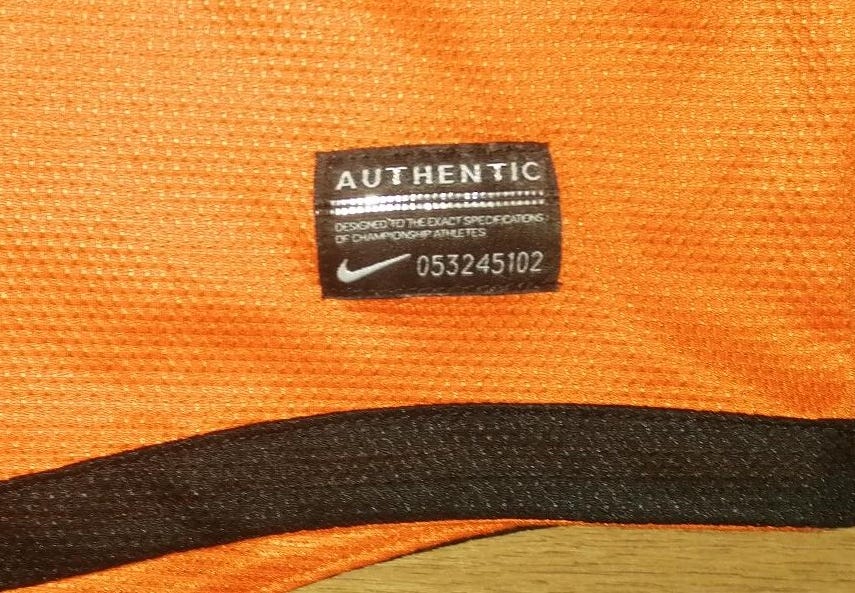 AUTHENTIC
DESIGNED TO THE EXACT SPECIFICATIONS
OF CHAMPIONSHIP ATHLETES
053245102